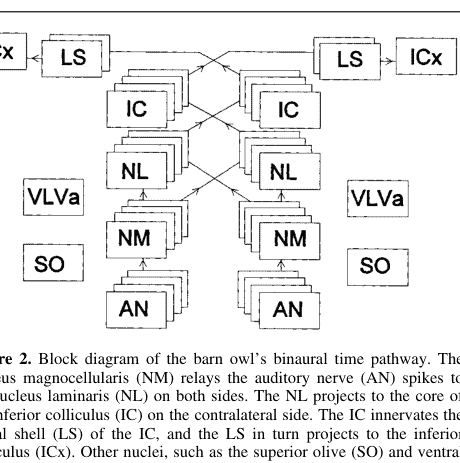 Cx LS LS ICx
IC IC
NL NL
VLVa VLVa
NM NM
SO SO
AN AN
re 2. Block diagram of the barn owl's binaural time pathway. The
us magnocellularis (NM) relays the auditory nerve (AN) spikes to
ucleus laminaris (NL) on both sides. The NL projects to the core of
nferior colliculus (IC) on the contralateral side. The IC innervates the
l shell (LS) of the IC, and the LS in turn projects to the inferior
culus (ICx). Other nuclei, such as the superior olive (SO) and ventral